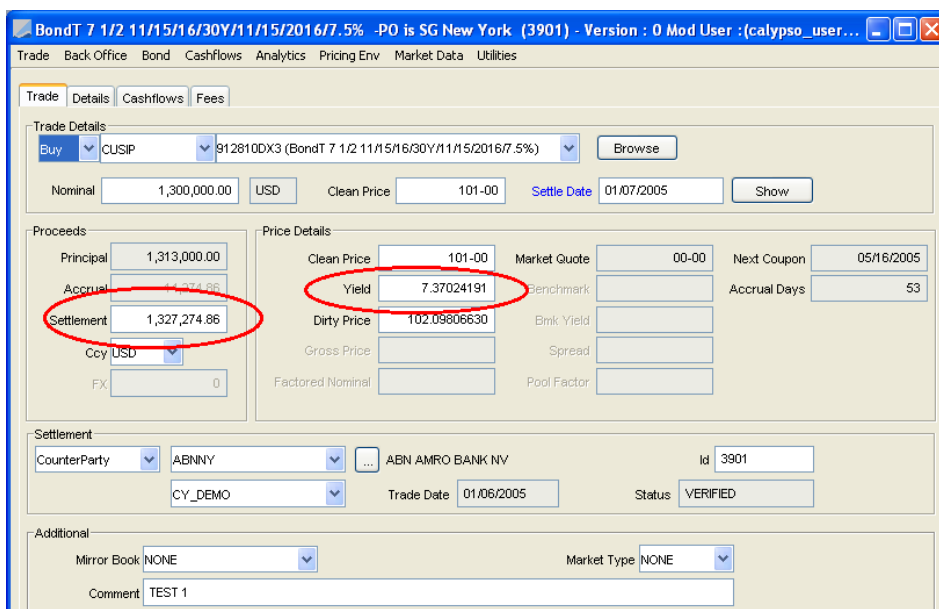 BondT 7 1/2 11/15/16/30Y/11/15/2016/7.5% -PO is SG New York (3901) - Version : 0 Mod User :(calypso_user...
Trade Back Office Bond Cashflows Analytics Pricing Env Market Data Utilities
Trade Details Cashflows Fees
Trade Details
Buy CUSIP 912810DX3 (BondT 7 1/2 11/15/16/30Y/11/15/2016/7.5%) Browse
Nominal 1,300,000.00 USD Clean Price 101-00 Settle Date 01/07/2005 Show
Proceeds Price Details
Principal 1,313,000.00 Clean Price 101-00 Market Quote 00-00 Next Coupon 05/16/2005
Accrual 14,274.86 Yield 7.37024191 Benchmark Accrual Days 53
Settlement 1,327,274.86 Dirty Price 102.09806630 Bmk Yield
Ccy USD Gross Price Spread
FX 0 Factored Nominal Pool Factor
Settlement
CounterParty ABNNY ... ABN AMRO BANK NV Id 3901
CY_DEMO Trade Date 01/06/2005 Status VERIFIED
Additional
Mirror Book NONE Market Type NONE
Comment TEST 1